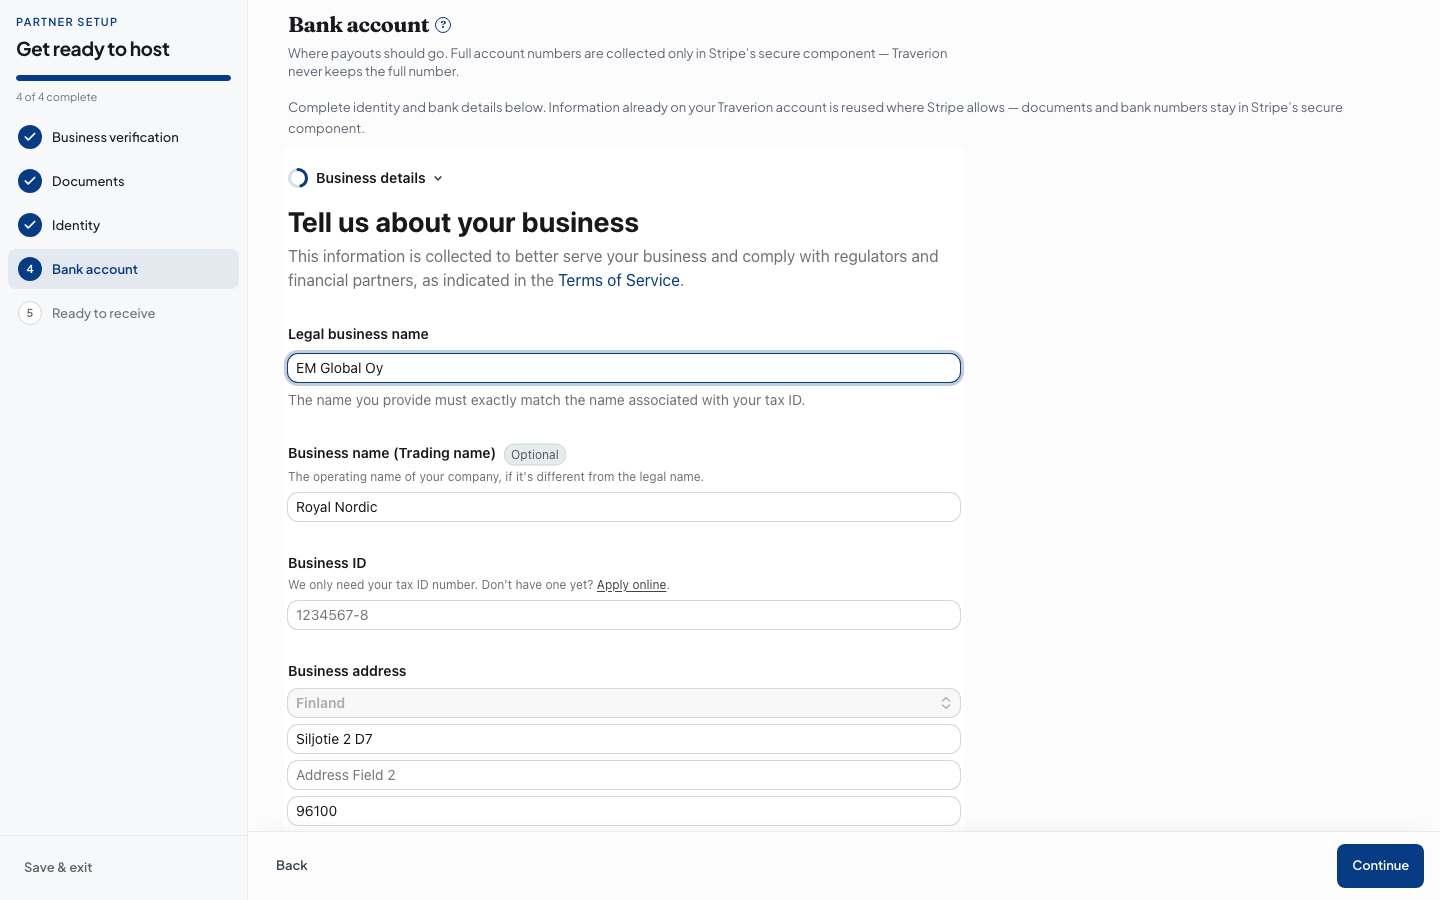 PARTNER SETUP
Get ready to host
4 of 4 complete
Business verification
Documents
Identity
4
Bank account
5
Ready to receive
Save & exit
Bank account ?
Where payouts should go. Full account numbers are collected only in Stripe's secure component — Traverion
never keeps the full number.
Complete identity and bank details below. Information already on your Traverion account is reused where Stripe allows — documents and bank numbers stay in Stripe's secure
component.
Business details
Tell us about your business
This information is collected to better serve your business and comply with regulators and
financial partners, as indicated in the Terms of Service.
Legal business name
EM Global Oy
The name you provide must exactly match the name associated with your tax ID.
Business name (Trading name) Optional
The operating name of your company, if it's different from the legal name.
Royal Nordic
Business ID
We only need your tax ID number. Don't have one yet? Apply online.
1234567-8
Business address
Finland
Siljotie 2 D7
Address Field 2
96100
Back
Continue